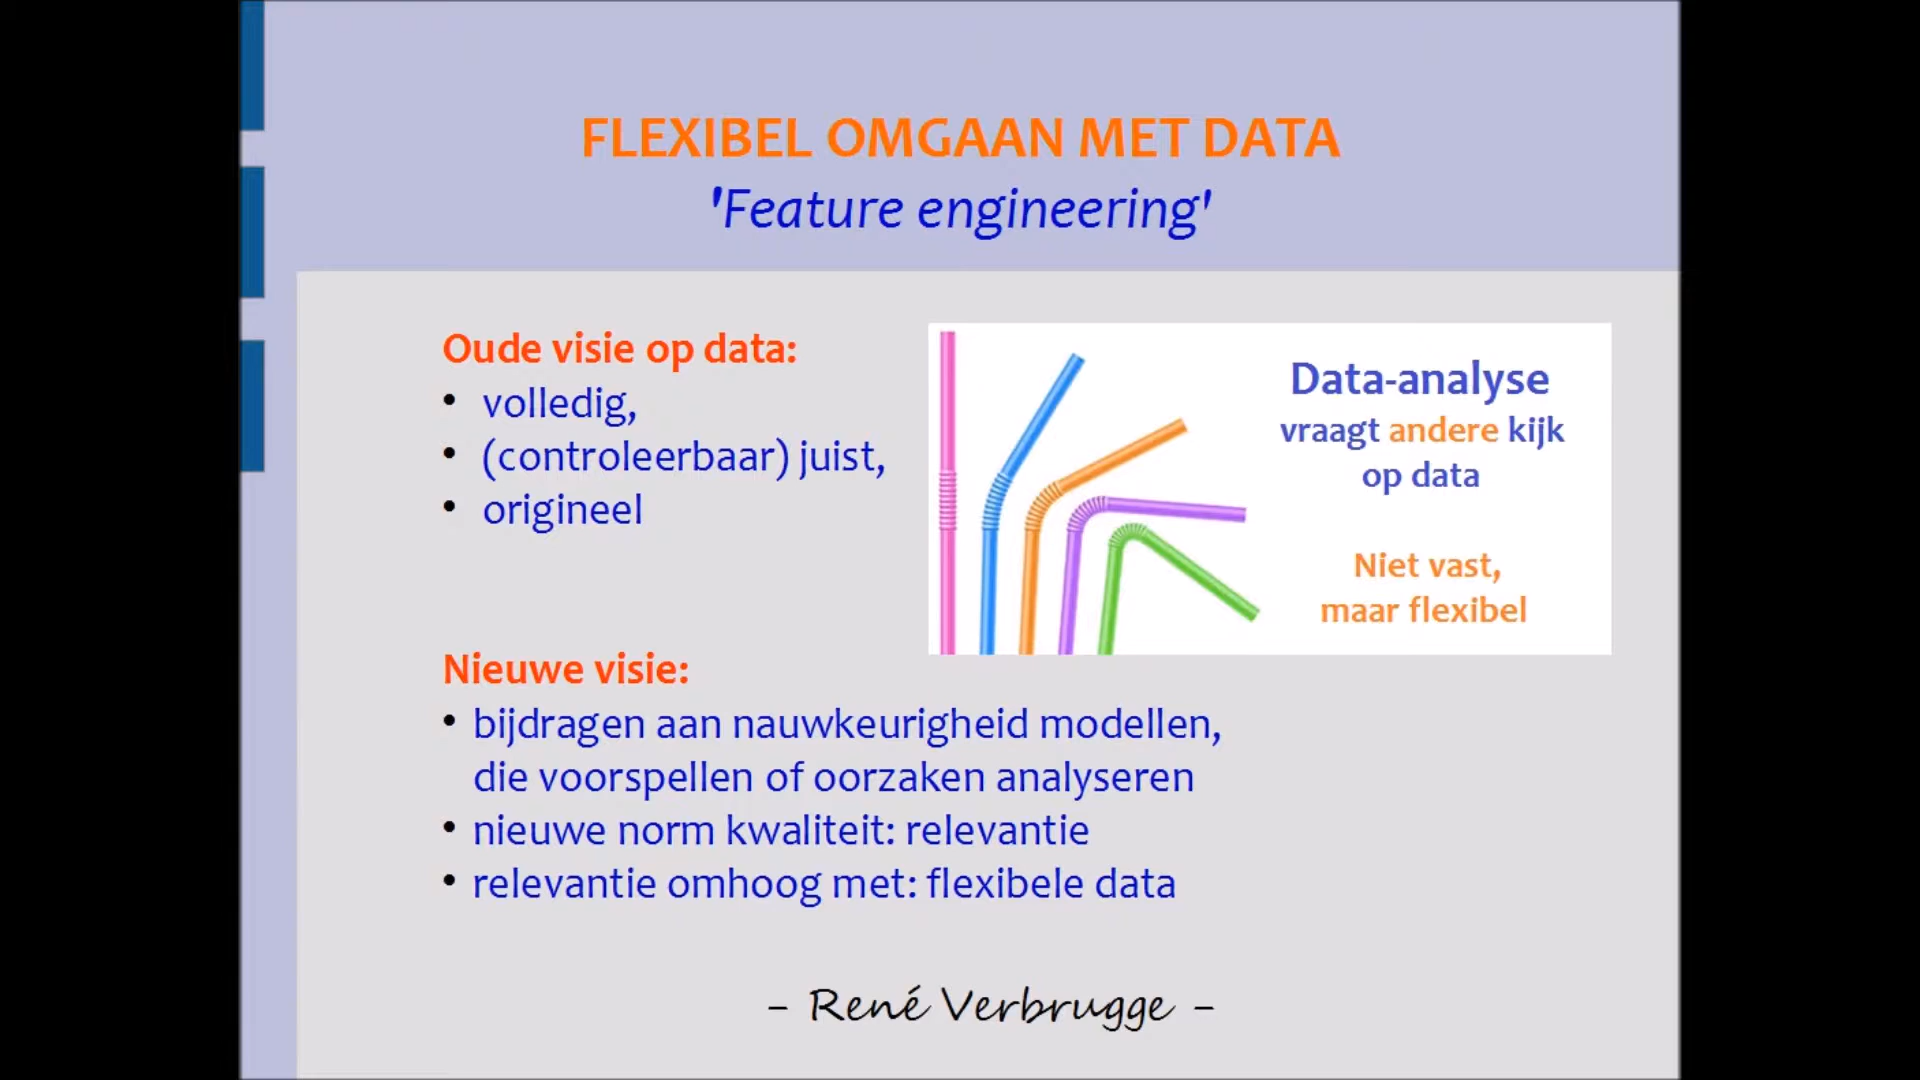 FLEXIBEL OMGAAN MET DATA
'Feature engineering'
Oude visie op data:
• volledig,
• (controleerbaar) juist,
• origineel
Data-analyse
vraagt andere kijk
op data
Niet vast,
maar flexibel
Nieuwe visie:
• bijdragen aan nauwkeurigheid modellen,
die voorspellen of oorzaken analyseren
• nieuwe norm kwaliteit: relevantie
• relevantie omhoog met: flexibele data
- René Verbrugge -